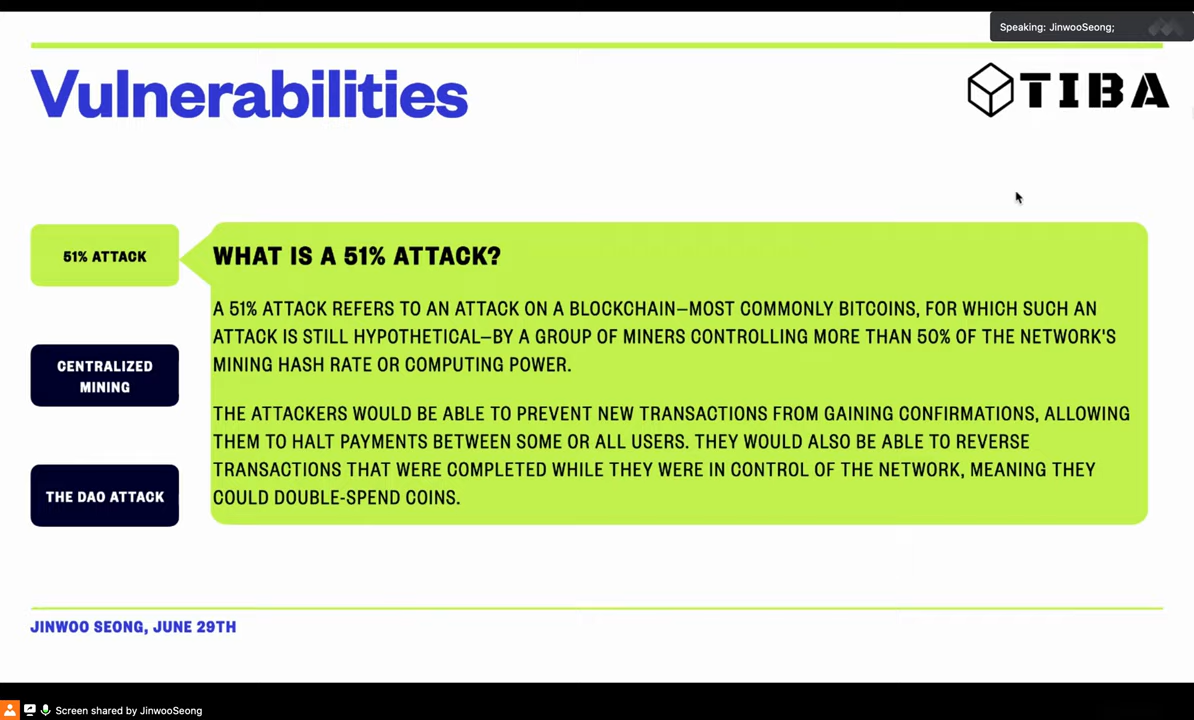 Speaking: JinwooSeong;
Vulnerabilities
TIBA
51% ATTACK
WHAT IS A 51% ATTACK?
A 51% ATTACK REFERS TO AN ATTACK ON A BLOCKCHAIN—MOST COMMONLY BITCOINS, FOR WHICH SUCH AN
ATTACK IS STILL HYPOTHETICAL—BY A GROUP OF MINERS CONTROLLING MORE THAN 50% OF THE NETWORK'S
MINING HASH RATE OR COMPUTING POWER.
THE ATTACKERS WOULD BE ABLE TO PREVENT NEW TRANSACTIONS FROM GAINING CONFIRMATIONS, ALLOWING
THEM TO HALT PAYMENTS BETWEEN SOME OR ALL USERS. THEY WOULD ALSO BE ABLE TO REVERSE
TRANSACTIONS THAT WERE COMPLETED WHILE THEY WERE IN CONTROL OF THE NETWORK, MEANING THEY
COULD DOUBLE-SPEND COINS.
CENTRALIZED
MINING
THE DAO ATTACK
JINWOO SEONG, JUNE 29TH
Screen shared by JinwooSeong